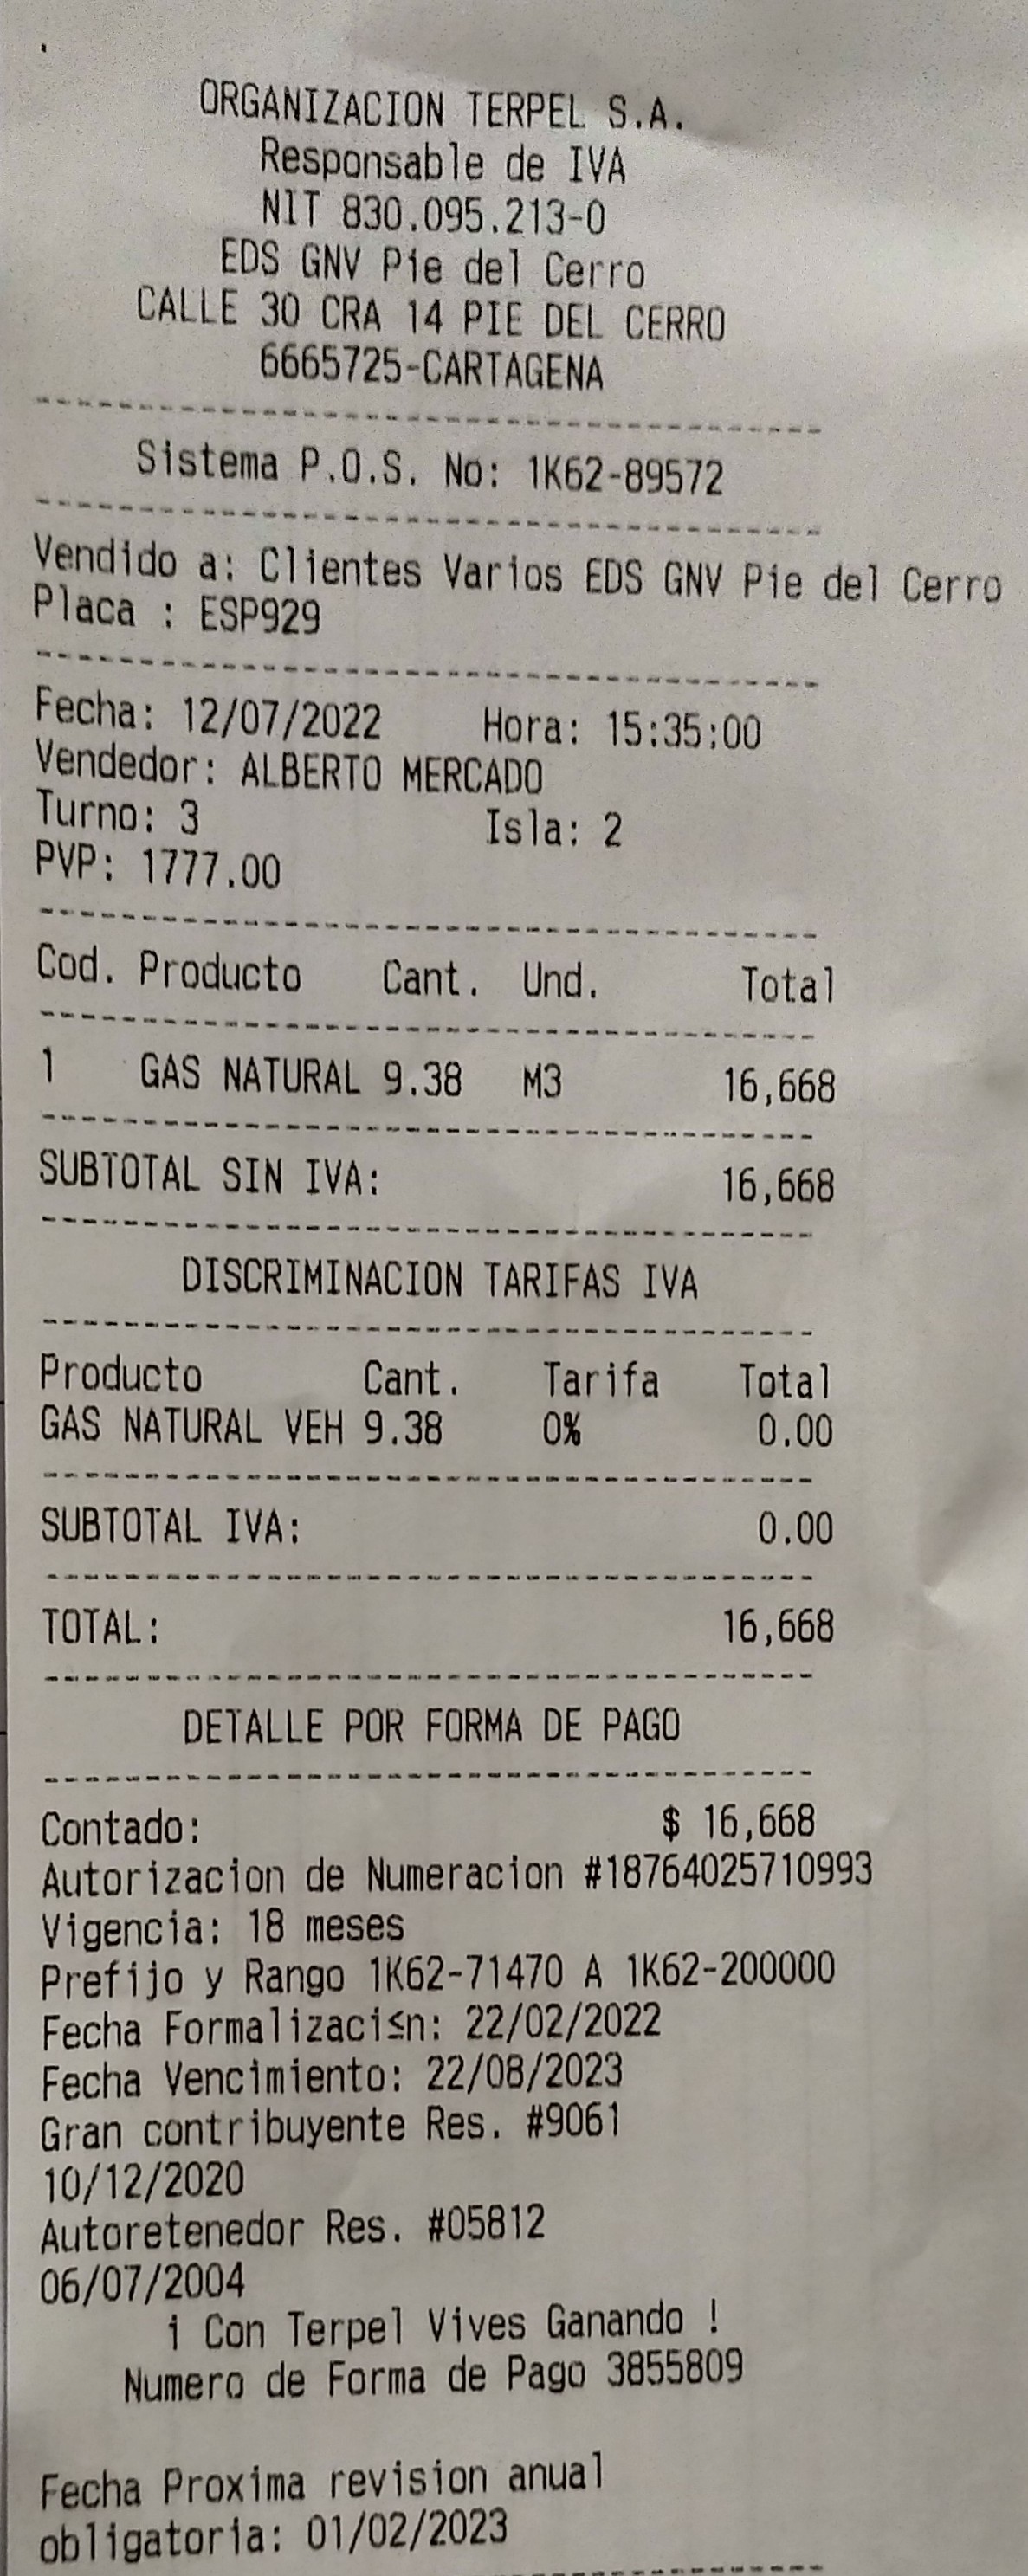 ORGANIZACION TERPEL S.A.
Responsable de IVA
NIT 830.095.213-0
EDS GNV Pie del Cerro
CALLE 30 CRA 14 PIE DEL CERRO
6665725-CARTAGENA
Sistema P.O.S. No: 1K62-89572
Vendido a: Clientes Varios EDS GNV Pie del Cerro
Placa : ESP929
Fecha: 12/07/2022 Hora: 15:35:00
Vendedor: ALBERTO MERCADO
Turno: 3 Isla: 2
PVP: 1777.00
Cod. Producto Cant. Und. Total
1 GAS NATURAL 9.38 M3 16,668
SUBTOTAL SIN IVA: 16,668
DISCRIMINACION TARIFAS IVA
Producto Cant. Tarifa Total
GAS NATURAL VEH 9.38 0% 0.00
SUBTOTAL IVA: 0.00
TOTAL: 16,668
DETALLE POR FORMA DE PAGO
Contado: $ 16,668
Autorizacion de Numeracion #18764025710993
Vigencia: 18 meses
Prefijo y Rango 1K62-71470 A 1K62-200000
Fecha Formalizaci≤n: 22/02/2022
Fecha Vencimiento: 22/08/2023
Gran contribuyente Res. #9061
10/12/2020
Autoretenedor Res. #05812
06/07/2004
¡ Con Terpel Vives Ganando !
Numero de Forma de Pago 3855809
Fecha Proxima revision anual
obligatoria: 01/02/2023